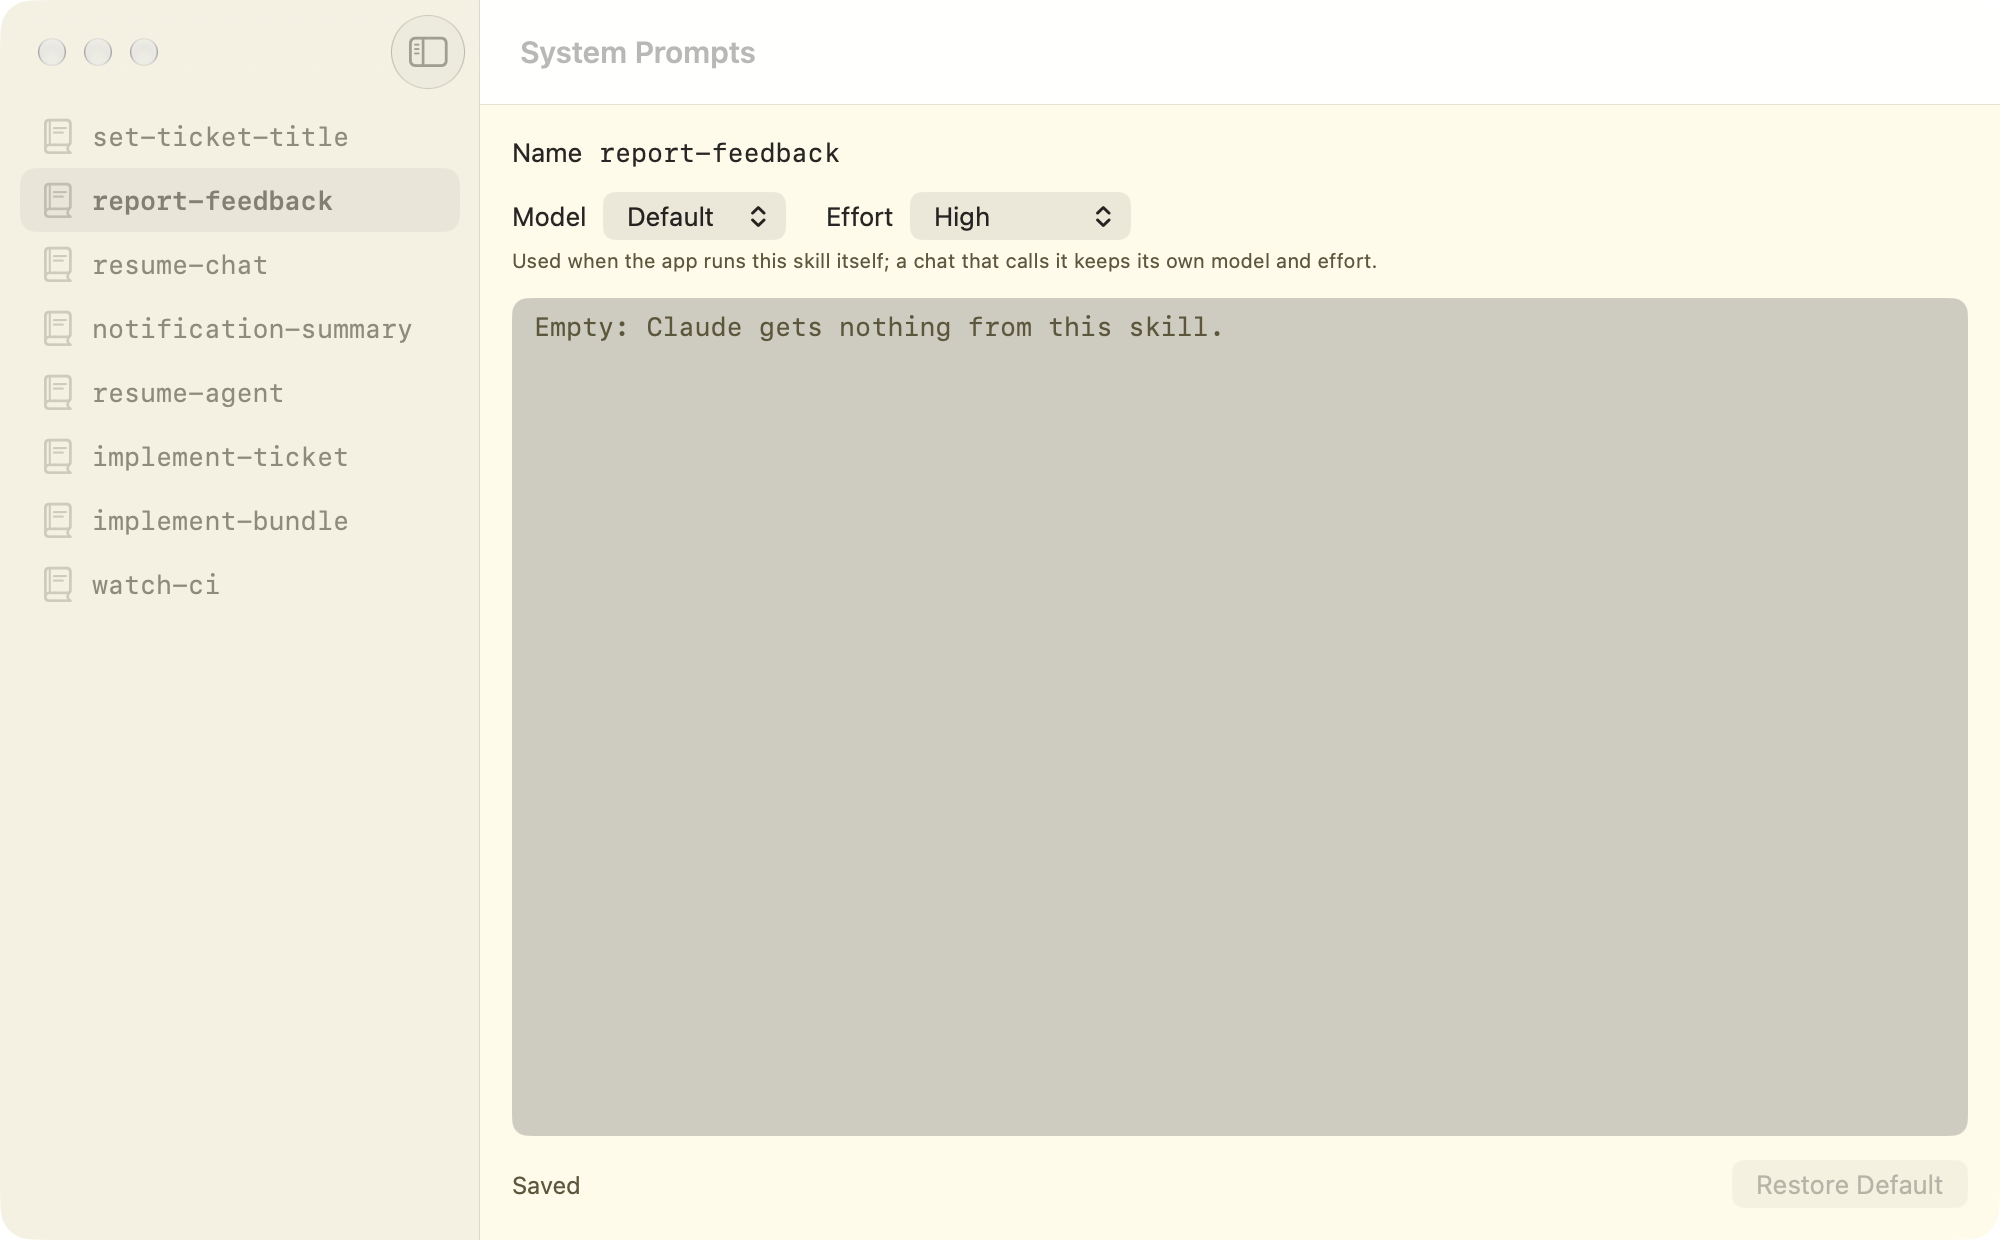 System Prompts
set-ticket-title
report-feedback
resume-chat
notification-summary
resume-agent
implement-ticket
implement-bundle
watch-ci
Name report-feedback
Model Default Effort High
Used when the app runs this skill itself; a chat that calls it keeps its own model and effort.
Empty: Claude gets nothing from this skill.
Saved
Restore Default